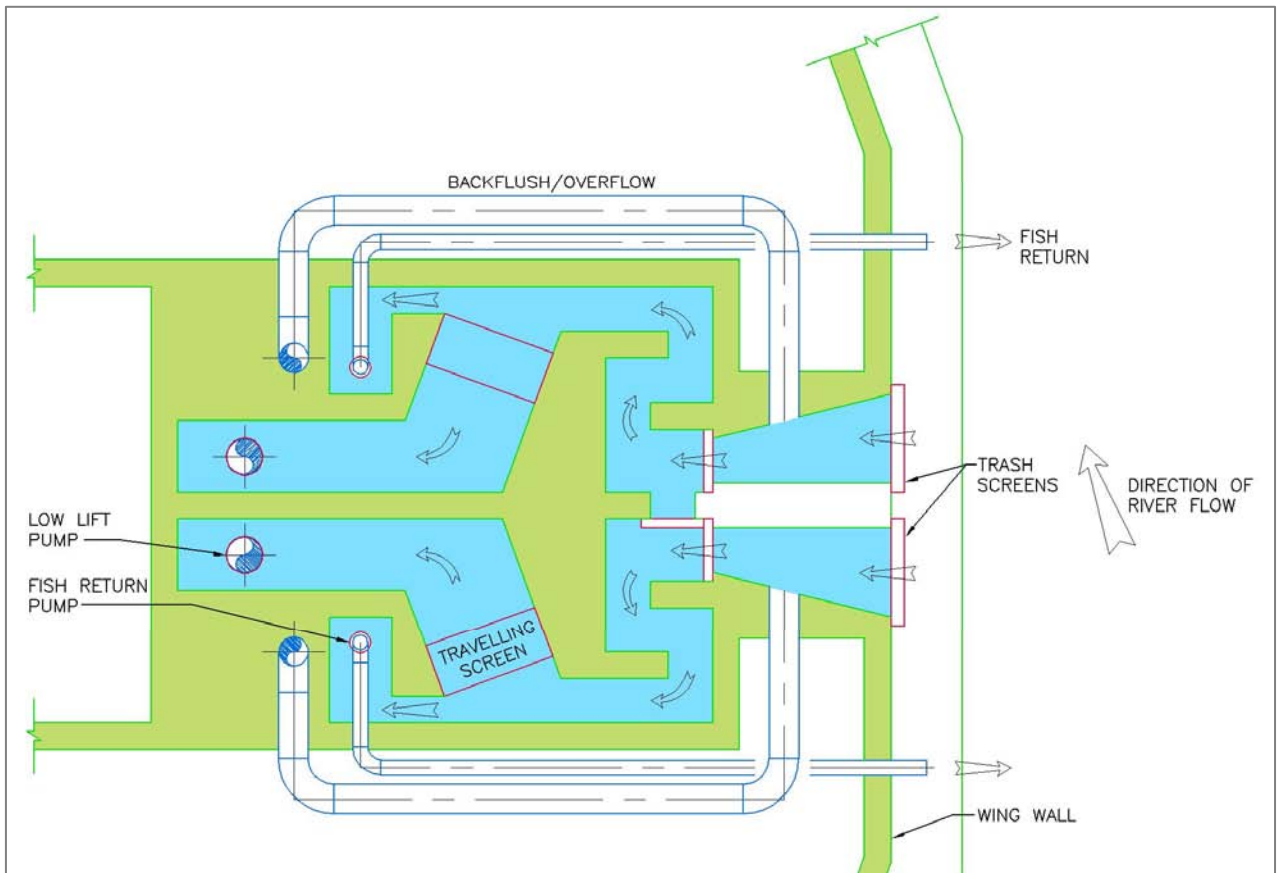 BACKFLUSH/OVERFLOW
FISH
RETURN
TRASH
SCREENS
DIRECTION OF
RIVER FLOW
LOW LIFT
PUMP
FISH RETURN
PUMP
TRAVELLING
SCREEN
WING WALL